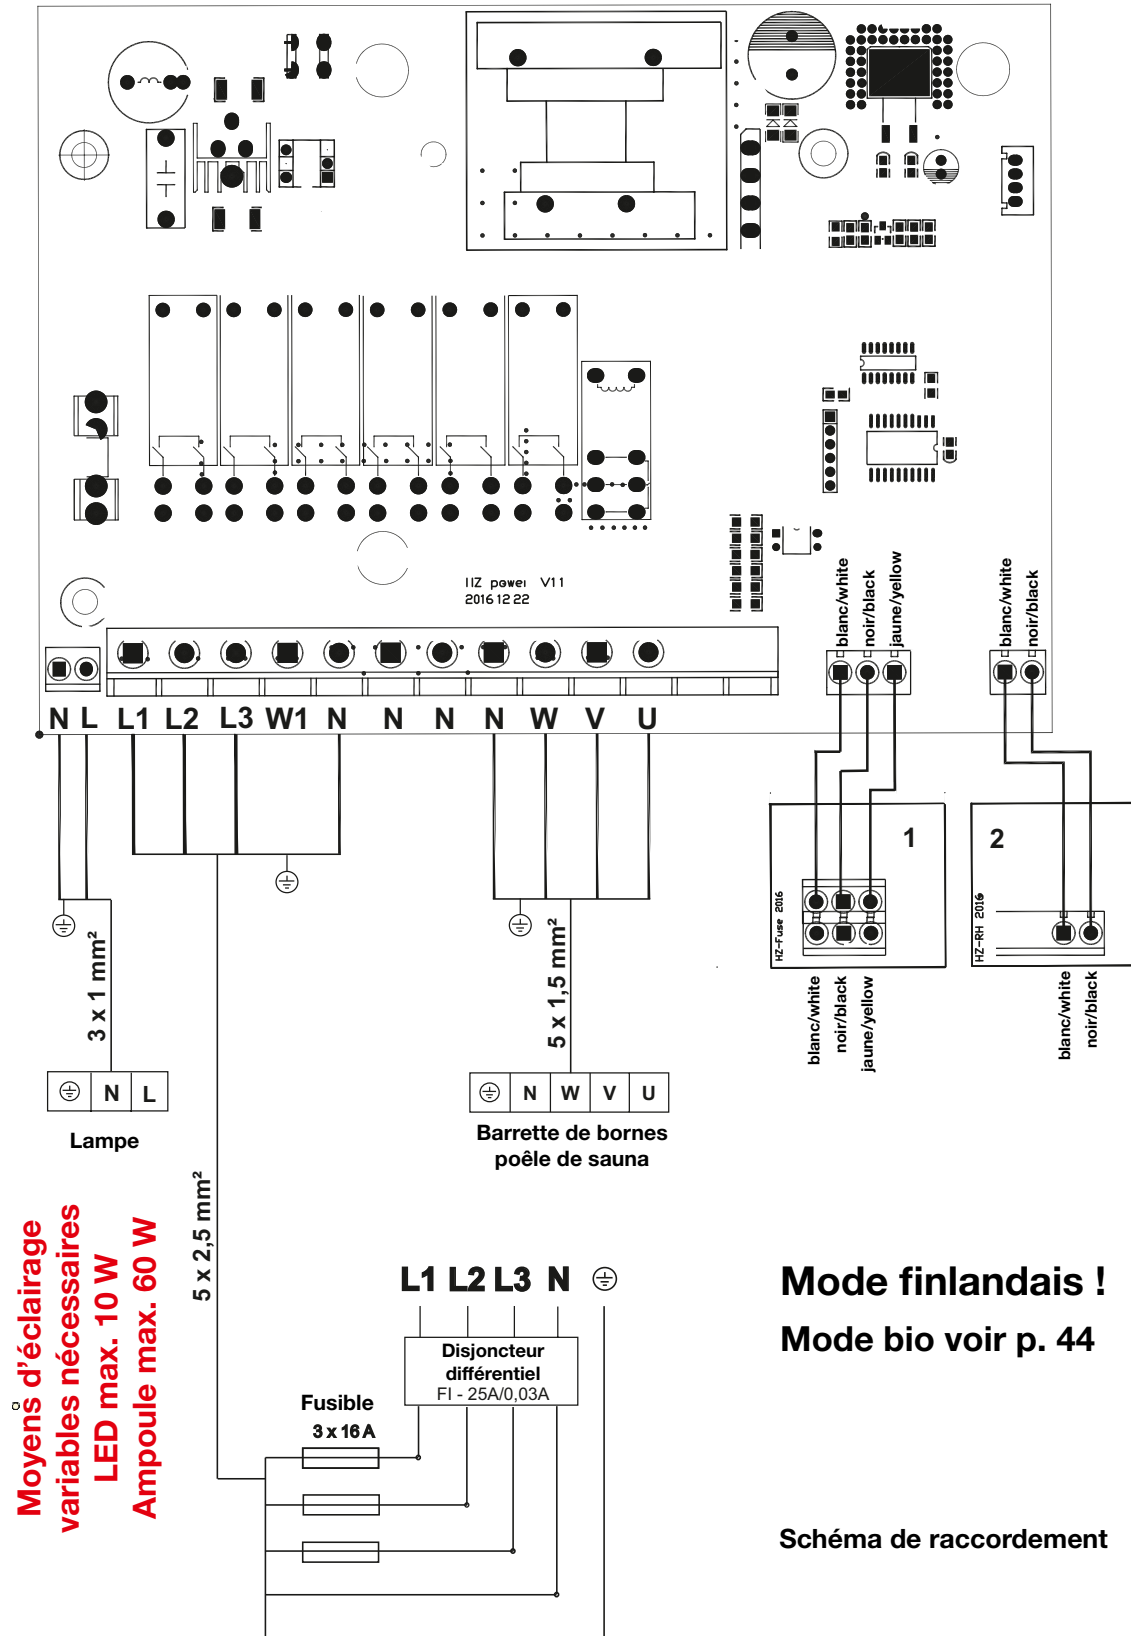 IIZ power V11
2016 12 22
blanc/white
noir/black
jaune/yellow
blanc/white
noir/black
N L L1 L2 L3 W1 N N N N W V U
1
2
HZ-Fuse 2016
HZ-RH 2016
blanc/white
noir/black
jaune/yellow
blanc/white
noir/black
3 x 1 mm²
5 x 1,5 mm²
N L
Lampe
N W V U
Barrette de bornes
poêle de sauna
5 x 2,5 mm²
Moyens d'éclairage
variables nécessaires
LED max. 10 W
Ampoule max. 60 W
L1 L2 L3 N
Disjoncteur
différentiel
FI - 25A/0,03A
Fusible
3 x 16 A
Mode finlandais !
Mode bio voir p. 44
Schéma de raccordement